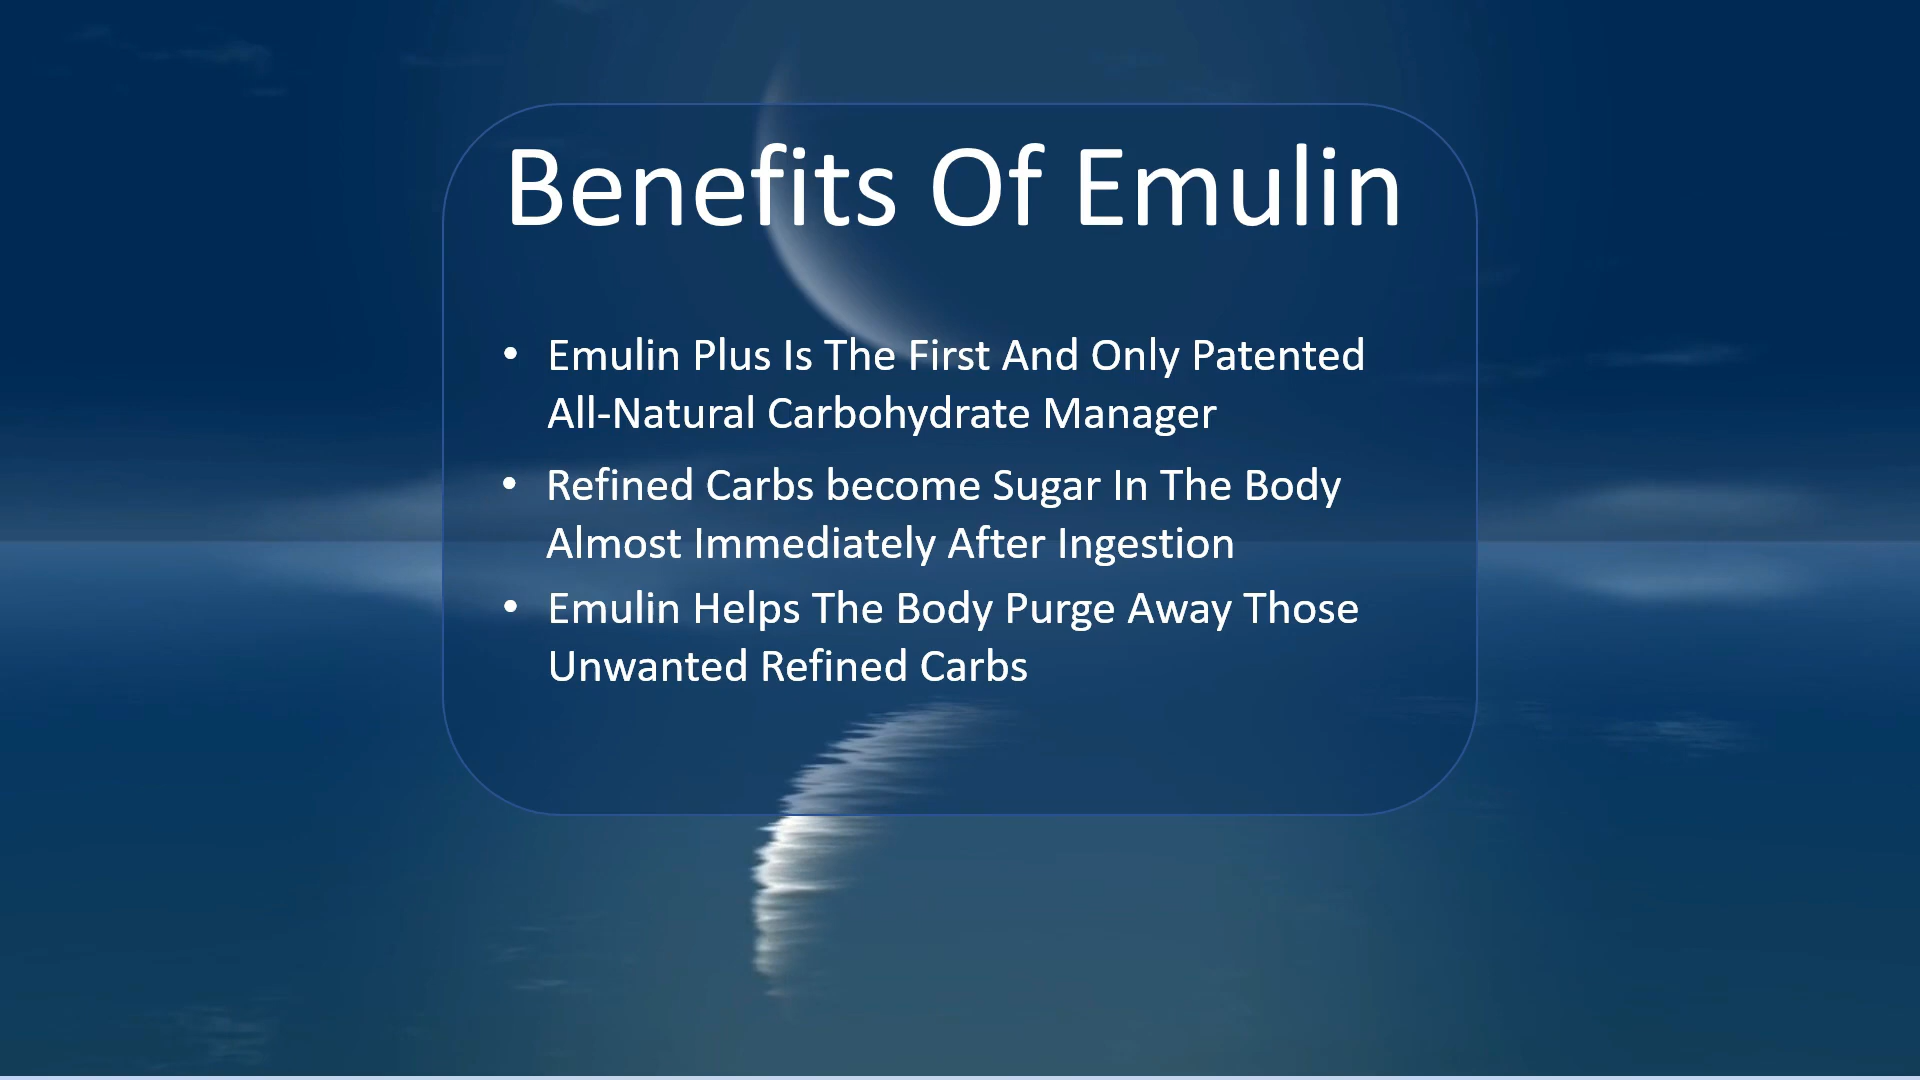 Benefits Of Emulin
• Emulin Plus Is The First And Only Patented
All-Natural Carbohydrate Manager
• Refined Carbs become Sugar In The Body
Almost Immediately After Ingestion
• Emulin Helps The Body Purge Away Those
Unwanted Refined Carbs